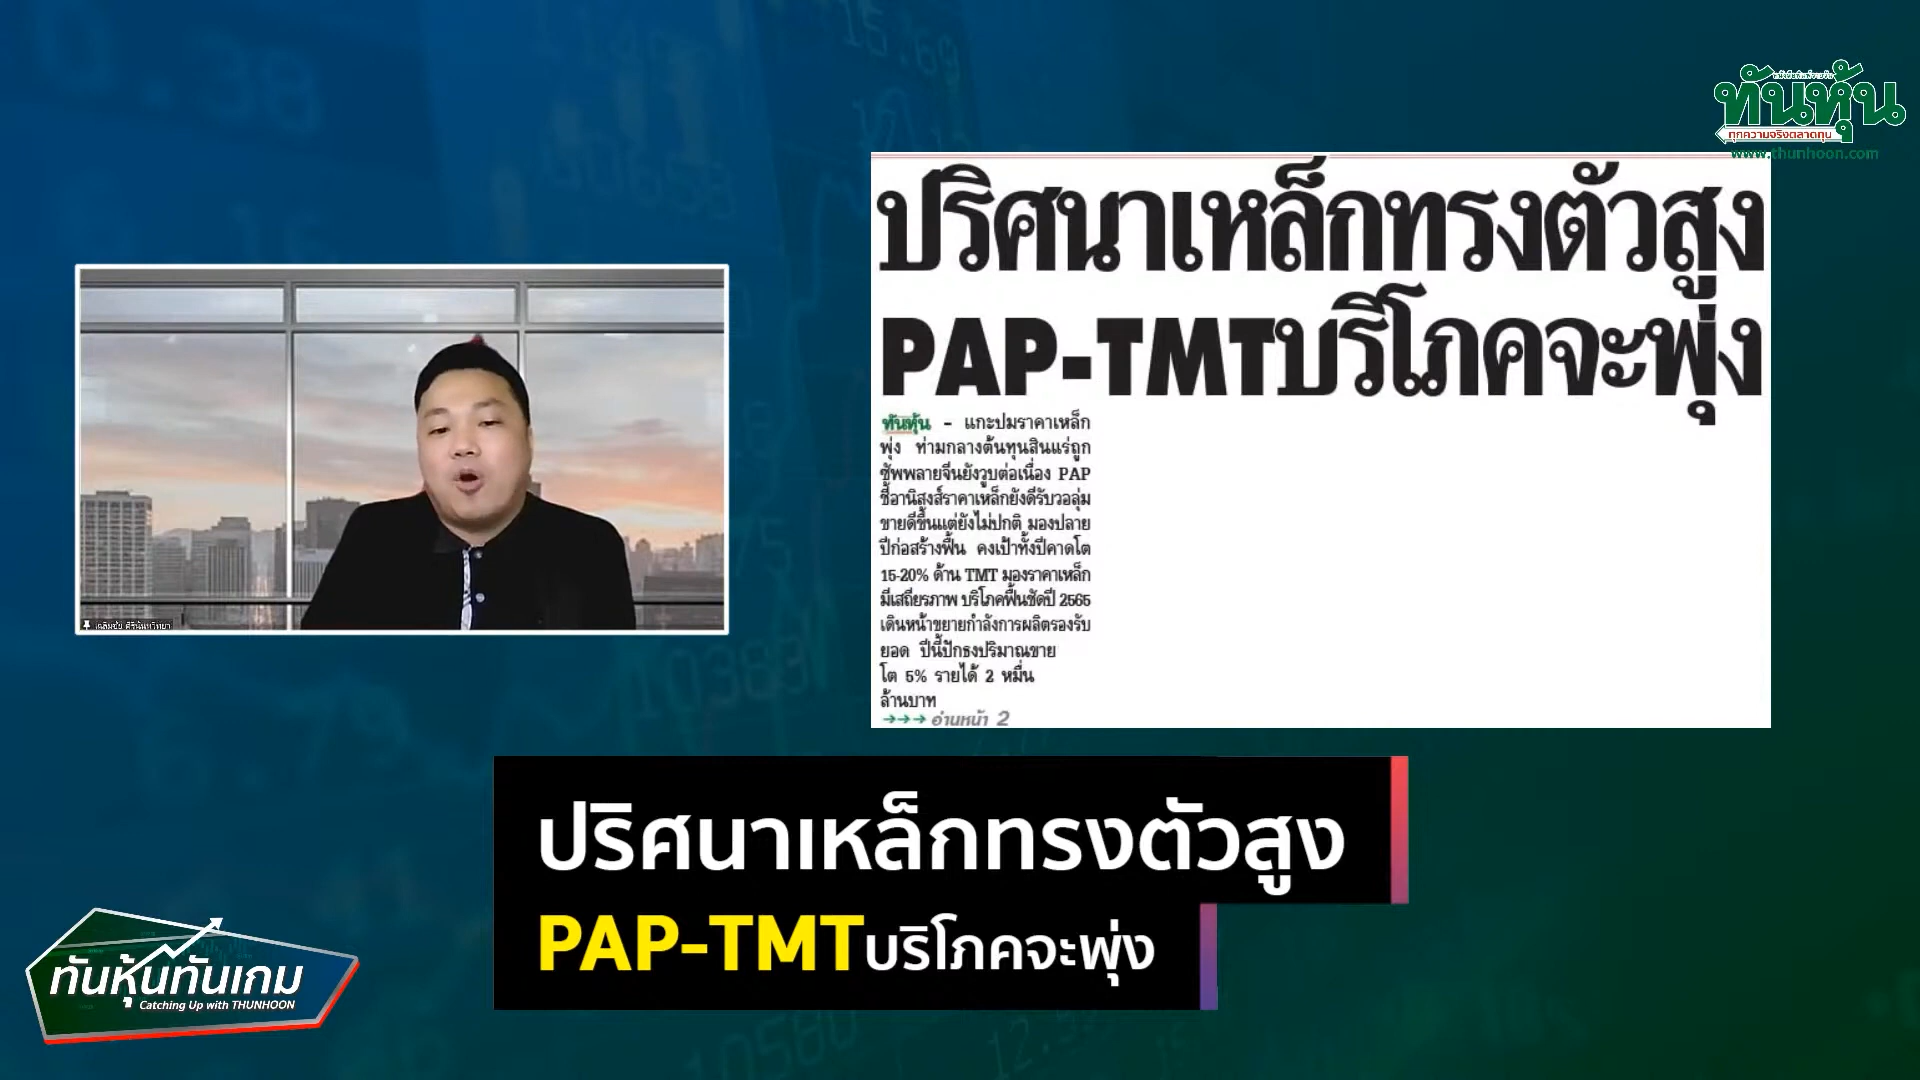 ทันหุ้น
ทุกความจริงตลาดทุน
www.thunhoon.com
ปริศนาเหล็กทรงตัวสูง
PAP-TMTบริโภคจะพุ่ง
ทันหุ้น - แกะปมราคาเหล็ก
พุ่ง ท่ามกลางต้นทุนสินแร่ถูก
ซัพพลายจีนยังวูบต่อเนื่อง PAP
ชี้อานิสงส์ราคาเหล็กยังดีรับวอลุ่ม
ขายดีขึ้นแต่ยังไม่ปกติ มองปลาย
ปีก่อสร้างฟื้น คงเป้าทั้งปีคาดโต
15-20% ด้าน TMT มองราคาเหล็ก
มีเสถียรภาพ บริโภคฟื้นชัดปี 2565
เดินหน้าขยายกำลังการผลิตรองรับ
ยอด ปีนี้ปักธงปริมาณขาย
โต 5% รายได้ 2 หมื่น
ล้านบาท
อ่านหน้า 2
ปริศนาเหล็กทรงตัวสูง
PAP-TMTบริโภคจะพุ่ง
ทันหุ้นทันเกม
Catching Up with THUNHOON